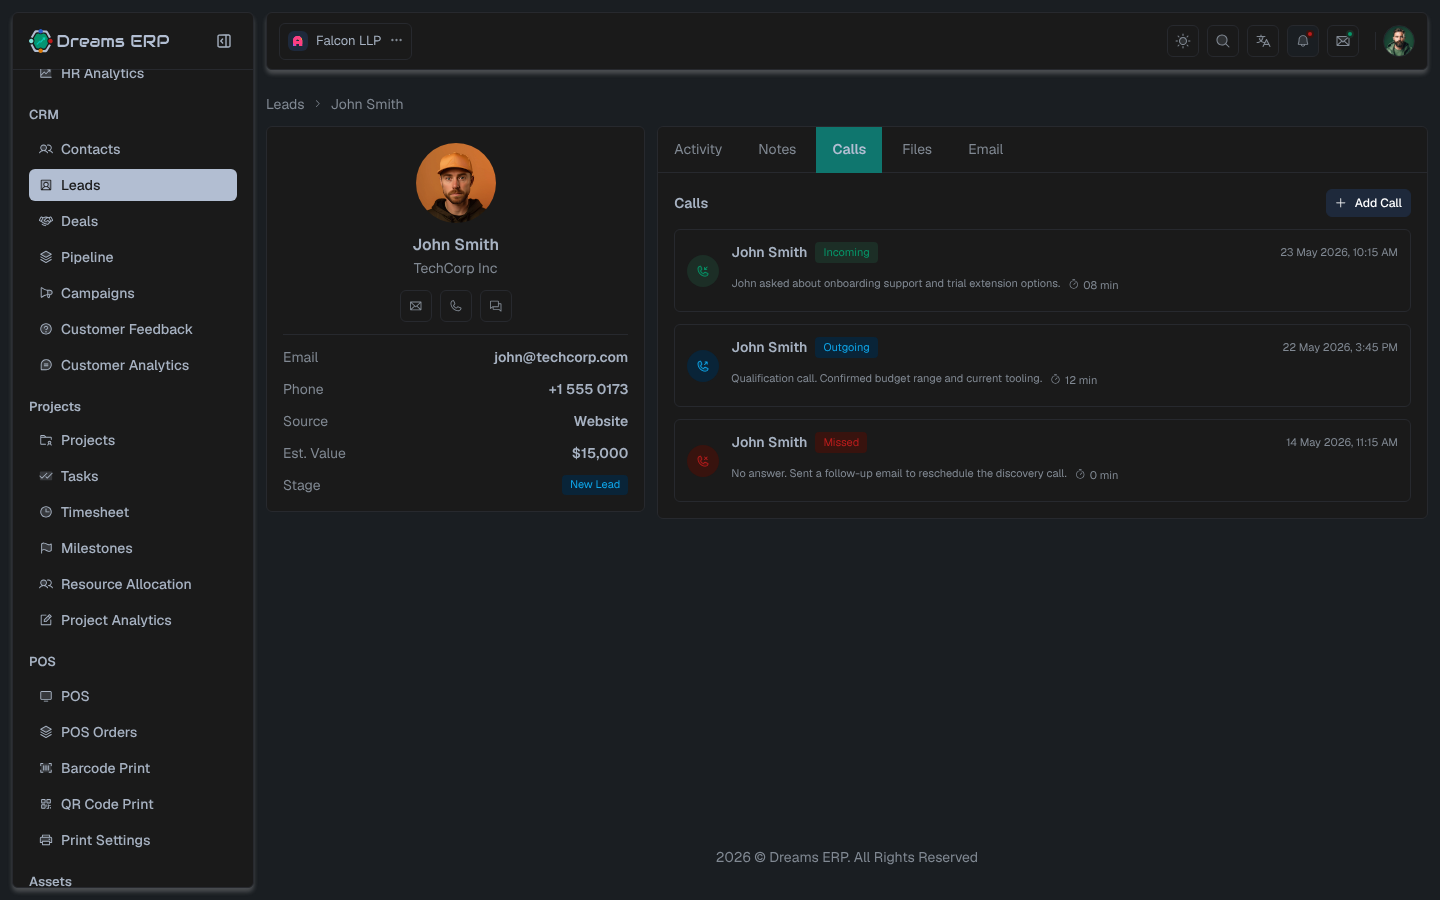 Dreams ERP
HR Analytics
CRM
Contacts
Leads
Deals
Pipeline
Campaigns
Customer Feedback
Customer Analytics
Projects
Projects
Tasks
Timesheet
Milestones
Resource Allocation
Project Analytics
POS
POS
POS Orders
Barcode Print
QR Code Print
Print Settings
Assets
Falcon LLP
Leads > John Smith
John Smith
TechCorp Inc
Email john@techcorp.com
Phone +1 555 0173
Source Website
Est. Value $15,000
Stage New Lead
Activity Notes Calls Files Email
Calls + Add Call
John Smith Incoming 23 May 2026, 10:15 AM
John asked about onboarding support and trial extension options. 08 min
John Smith Outgoing 22 May 2026, 3:45 PM
Qualification call. Confirmed budget range and current tooling. 12 min
John Smith Missed 14 May 2026, 11:15 AM
No answer. Sent a follow-up email to reschedule the discovery call. 0 min
2026 © Dreams ERP. All Rights Reserved